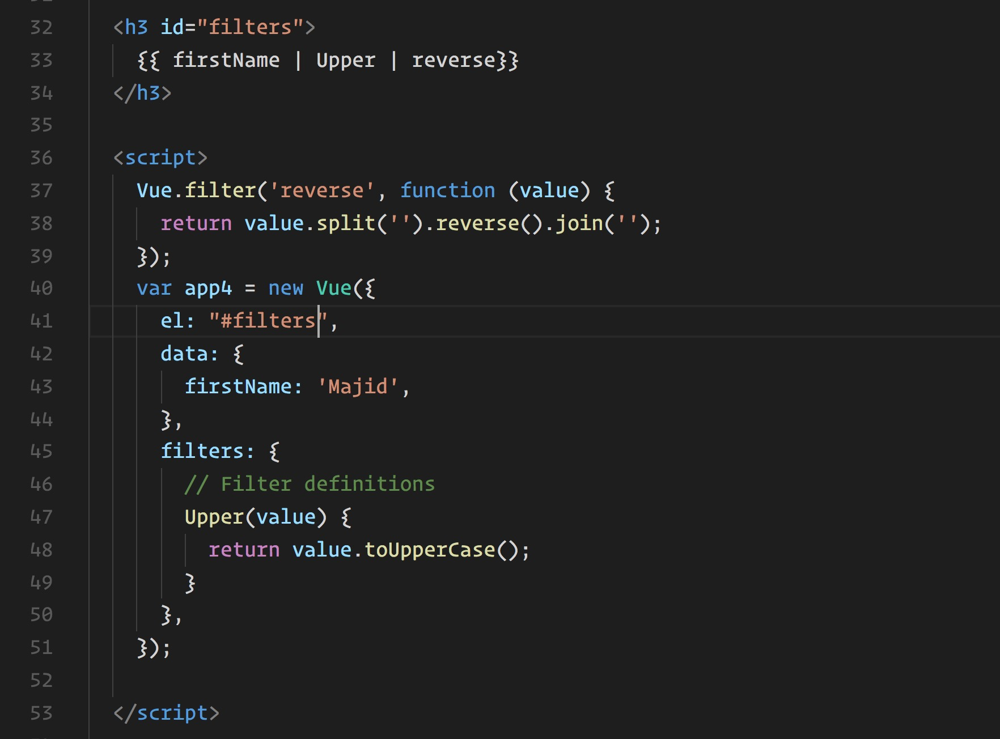 32 <h3 id="filters">
33 {{ firstName | Upper | reverse}}
34 </h3>
35
36 <script>
37 Vue.filter('reverse', function (value) {
38 return value.split('').reverse().join('');
39 });
40 var app4 = new Vue({
41 el: "#filters",
42 data: {
43 firstName: 'Majid',
44 },
45 filters: {
46 // Filter definitions
47 Upper(value) {
48 return value.toUpperCase();
49 }
50 },
51 });
52
53 </script>